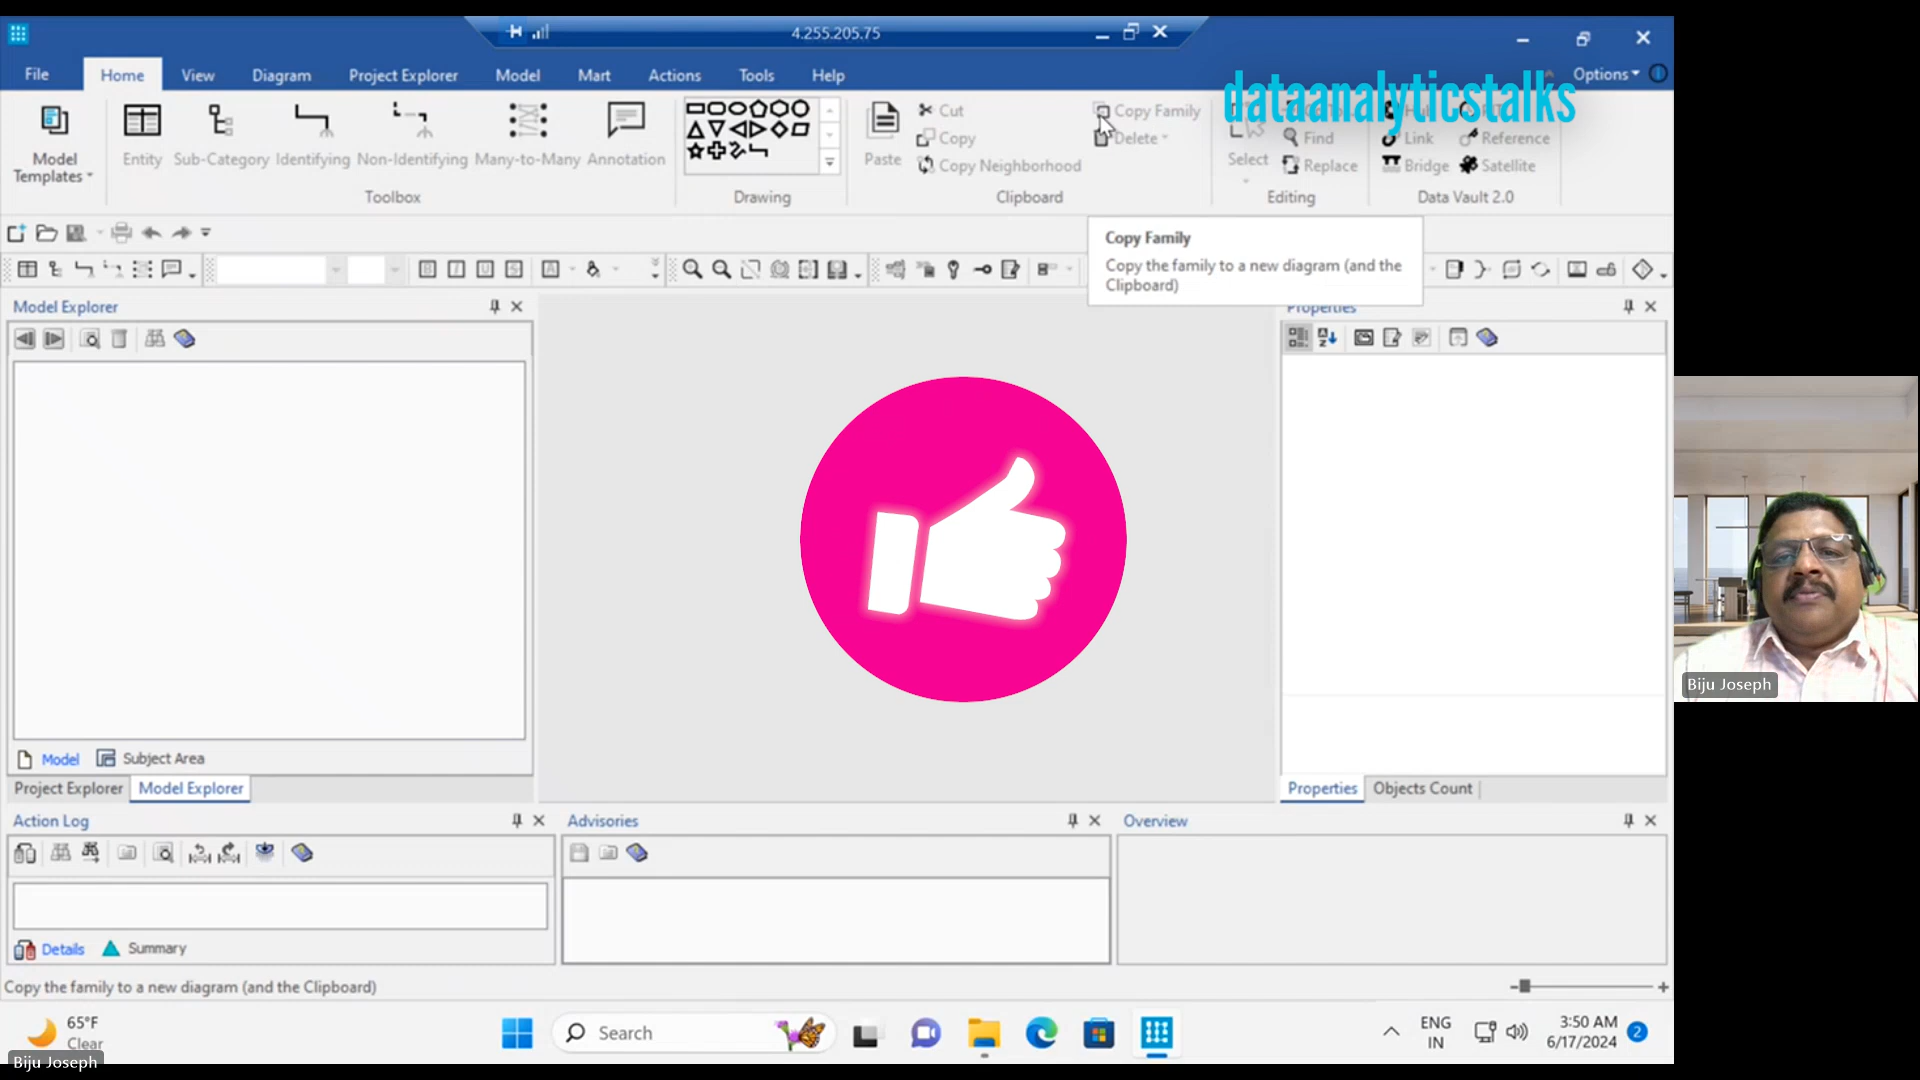 4.255.205.75
File
Home
View
Diagram
Project Explorer
Model
Mart
Actions
Tools
Help
Options
dataanalyticstalks
Model
Templates
Entity
Sub-Category
Identifying
Non-Identifying
Many-to-Many
Annotation
Toolbox
Drawing
Paste
Cut
Copy
Copy Neighborhood
Copy Family
Delete
Clipboard
Select
Find
Replace
Editing
Link
Reference
Bridge
Satellite
Data Vault 2.0
Copy Family
Copy the family to a new diagram (and the
Clipboard)
Model Explorer
Properties
Model
Subject Area
Project Explorer
Model Explorer
Properties
Objects Count
Action Log
Advisories
Overview
Details
Summary
Copy the family to a new diagram (and the Clipboard)
65°F
Clear
Search
ENG
IN
3:50 AM
6/17/2024
2
Biju Joseph
Biju Joseph